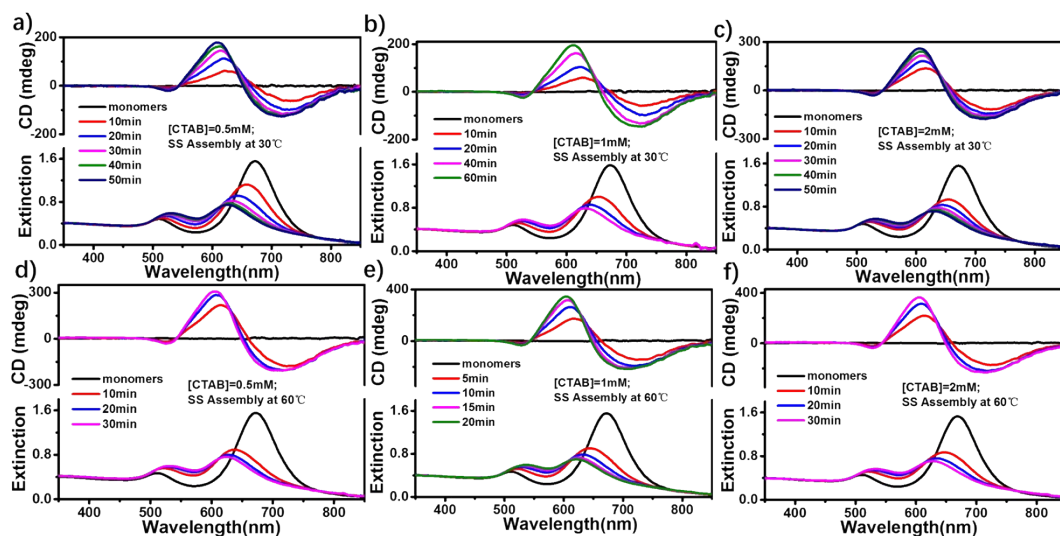 a)
CD (mdeg)
200
0
-200
monomers
10min
20min
30min
40min
50min
[CTAB]=0.5mM;
SS Assembly at 30℃
Extinction
1.6
0.8
0.0
400 500 600 700 800
Wavelength(nm)
b)
CD (mdeg)
200
0
-200
monomers
10min
20min
40min
60min
[CTAB]=1mM;
SS Assembly at 30℃
Extinction
1.6
0.8
0.0
400 500 600 700 800
Wavelength(nm)
c)
CD (mdeg)
300
0
-300
monomers
10min
20min
30min
40min
50min
[CTAB]=2mM;
SS Assembly at 30℃
Extinction
1.6
0.8
0.0
400 500 600 700 800
Wavelength(nm)
d)
CD (mdeg)
300
0
-300
monomers
10min
20min
30min
[CTAB]=0.5mM;
SS Assembly at 60℃
Extinction
1.6
0.8
0.0
400 500 600 700 800
Wavelength(nm)
e)
CD (mdeg)
400
0
-400
monomers
5min
10min
15min
20min
[CTAB]=1mM;
SS Assembly at 60℃
Extinction
1.6
0.8
0.0
400 500 600 700 800
Wavelength(nm)
f)
CD (mdeg)
400
0
-400
monomers
10min
20min
30min
[CTAB]=2mM;
SS Assembly at 60℃
Extinction
1.6
0.8
0.0
400 500 600 700 800
Wavelength(nm)